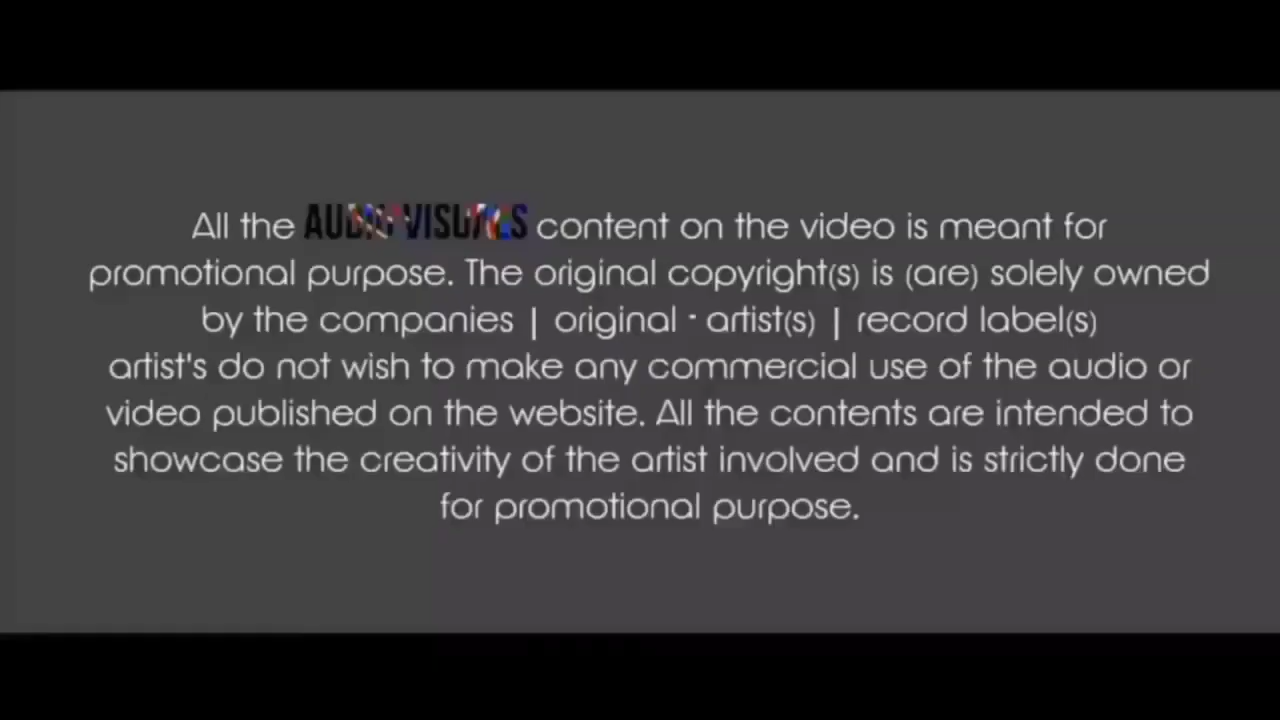 All the AUDIO VISUALS content on the video is meant for
promotional purpose. The original copyright(s) is (are) solely owned
by the companies | original · artist(s) | record label(s)
artist's do not wish to make any commercial use of the audio or
video published on the website. All the contents are intended to
showcase the creativity of the artist involved and is strictly done
for promotional purpose.